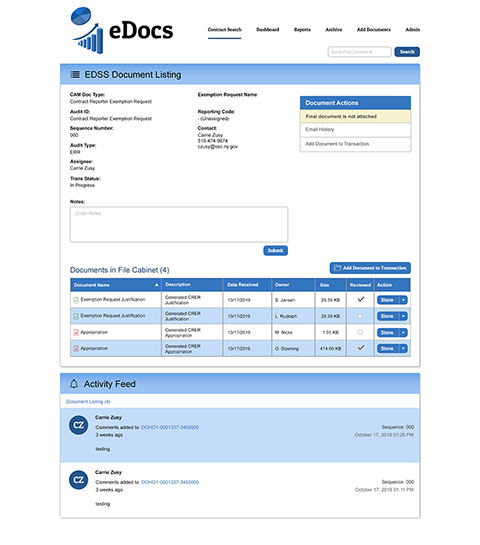 eDocs
Contract Search Dashboard Reports Archive Add Documents Admin
Quick Find Contract # Search
EDSS Document Listing
CAM Doc Type:
Contract Reporter Exemption Request
Audit ID:
Contract Reporter Exemption Request
Sequence Number:
000
Audit Type:
ERR
Assignee:
Carrie Zusy
Trans Status:
In Progress
Exemption Request Name
Reporting Code:
- (Unassigned)
Contact:
Carrie Zusy
518-474-9674
czusy@osc.ny.gov
Document Actions
Final document is not attached
Email History
Add Document to Transaction
Notes:
Enter Notes
Submit
Documents in File Cabinet (4)
Add Document to Transaction
Document Name Description Date Received Owner Size Reviewed Action
Exemption Request Justification Generated CRER Justification 10/17/2019 S. Jansen 28.59 KB Store
Exemption Request Justification Generated CRER Justification 10/17/2019 L. Rudolph 28.59 KB Store
Appropriation Generated CRER Appropriation 10/17/2019 M. Nicks 1.05 KB Store
Appropriation Generated CRER Appropriation 10/17/2019 O. Downing 474.60 KB Store
Activity Feed
Document Listing (4)
CZ
Carrie Zusy
Comments added to: DOHO1-0001337-3450000
3 weeks ago
testing
Sequence: 000
October 17, 2019 01:26 PM
CZ
Carrie Zusy
Comments added to: DOHO1-0001337-3450000
3 weeks ago
testing
Sequence: 000
October 17, 2019 01:11 PM